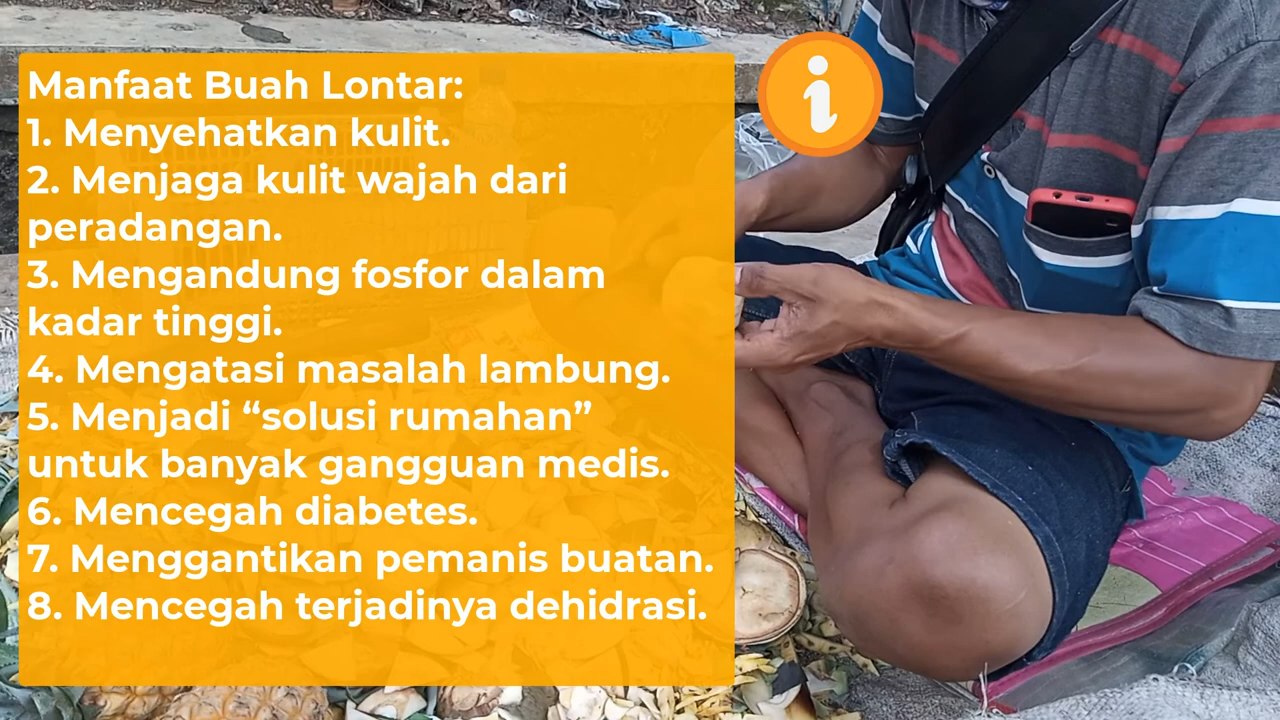 Manfaat Buah Lontar:
1. Menyehatkan kulit.
2. Menjaga kulit wajah dari
peradangan.
3. Mengandung fosfor dalam
kadar tinggi.
4. Mengatasi masalah lambung.
5. Menjadi “solusi rumahan”
untuk banyak gangguan medis.
6. Mencegah diabetes.
7. Menggantikan pemanis buatan.
8. Mencegah terjadinya dehidrasi.
i